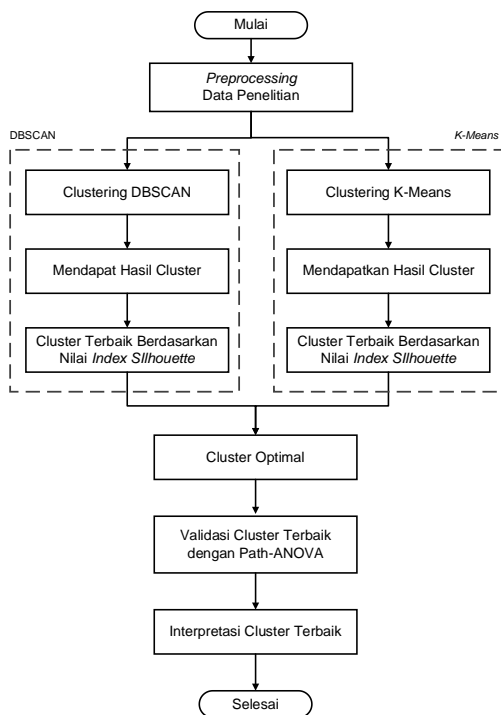 Mulai
Preprocessing
Data Penelitian
DBSCAN
Clustering DBSCAN
Mendapat Hasil Cluster
Cluster Terbaik Berdasarkan
Nilai Index SIlhouette
K-Means
Clustering K-Means
Mendapatkan Hasil Cluster
Cluster Terbaik Berdasarkan
Nilai Index SIlhouette
Cluster Optimal
Validasi Cluster Terbaik
dengan Path-ANOVA
Interpretasi Cluster Terbaik
Selesai